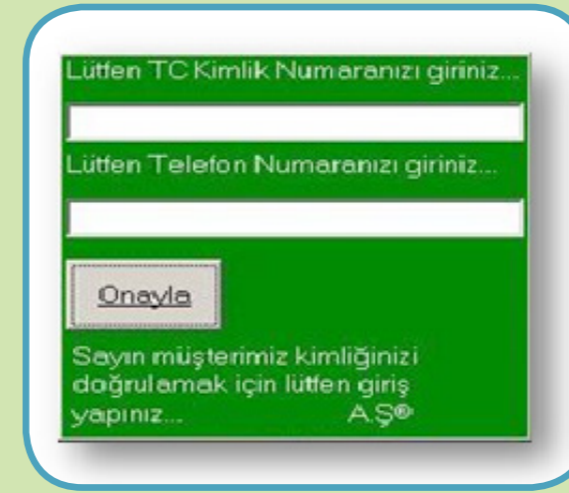 Lütfen TC Kimlik Numaranızı giriniz...
Lütfen Telefon Numaranızı giriniz...
Onayla
Sayın müşterimiz kimliğinizi
doğrulamak için lütfen giriş
yapınız... A.Ş®